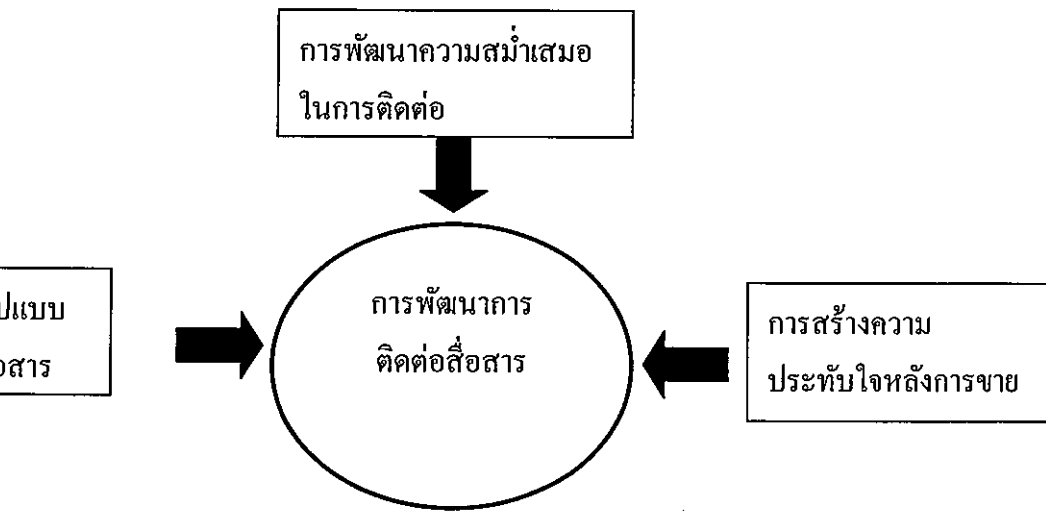 การพัฒนาความสม่ำเสมอ
ในการติดต่อ
การพัฒนาการ
ติดต่อสื่อสาร
การสร้างความ
ประทับใจหลังการขาย